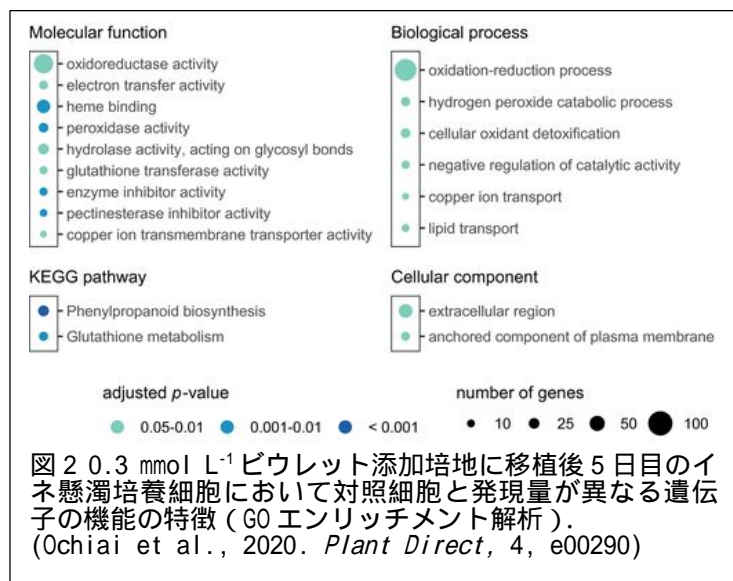 Molecular function
oxidoreductase activity
electron transfer activity
heme binding
peroxidase activity
hydrolase activity, acting on glycosyl bonds
glutathione transferase activity
enzyme inhibitor activity
pectinesterase inhibitor activity
copper ion transmembrane transporter activity
Biological process
oxidation-reduction process
hydrogen peroxide catabolic process
cellular oxidant detoxification
negative regulation of catalytic activity
copper ion transport
lipid transport
KEGG pathway
Phenylpropanoid biosynthesis
Glutathione metabolism
Cellular component
extracellular region
anchored component of plasma membrane
adjusted p-value
0.05-0.01 0.001-0.01 < 0.001
number of genes
10 25 50 100
図2 0.3 mmol L-1 ビウレット添加培地に移植後5日目のイ
ネ懸濁培養細胞において対照細胞と発現量が異なる遺伝
子の機能の特徴(GOエンリッチメント解析).
(Ochiai et al., 2020. Plant Direct, 4, e00290)